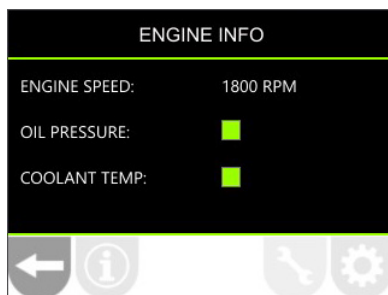 ENGINE INFO
ENGINE SPEED: 1800 RPM
OIL PRESSURE:
COOLANT TEMP: